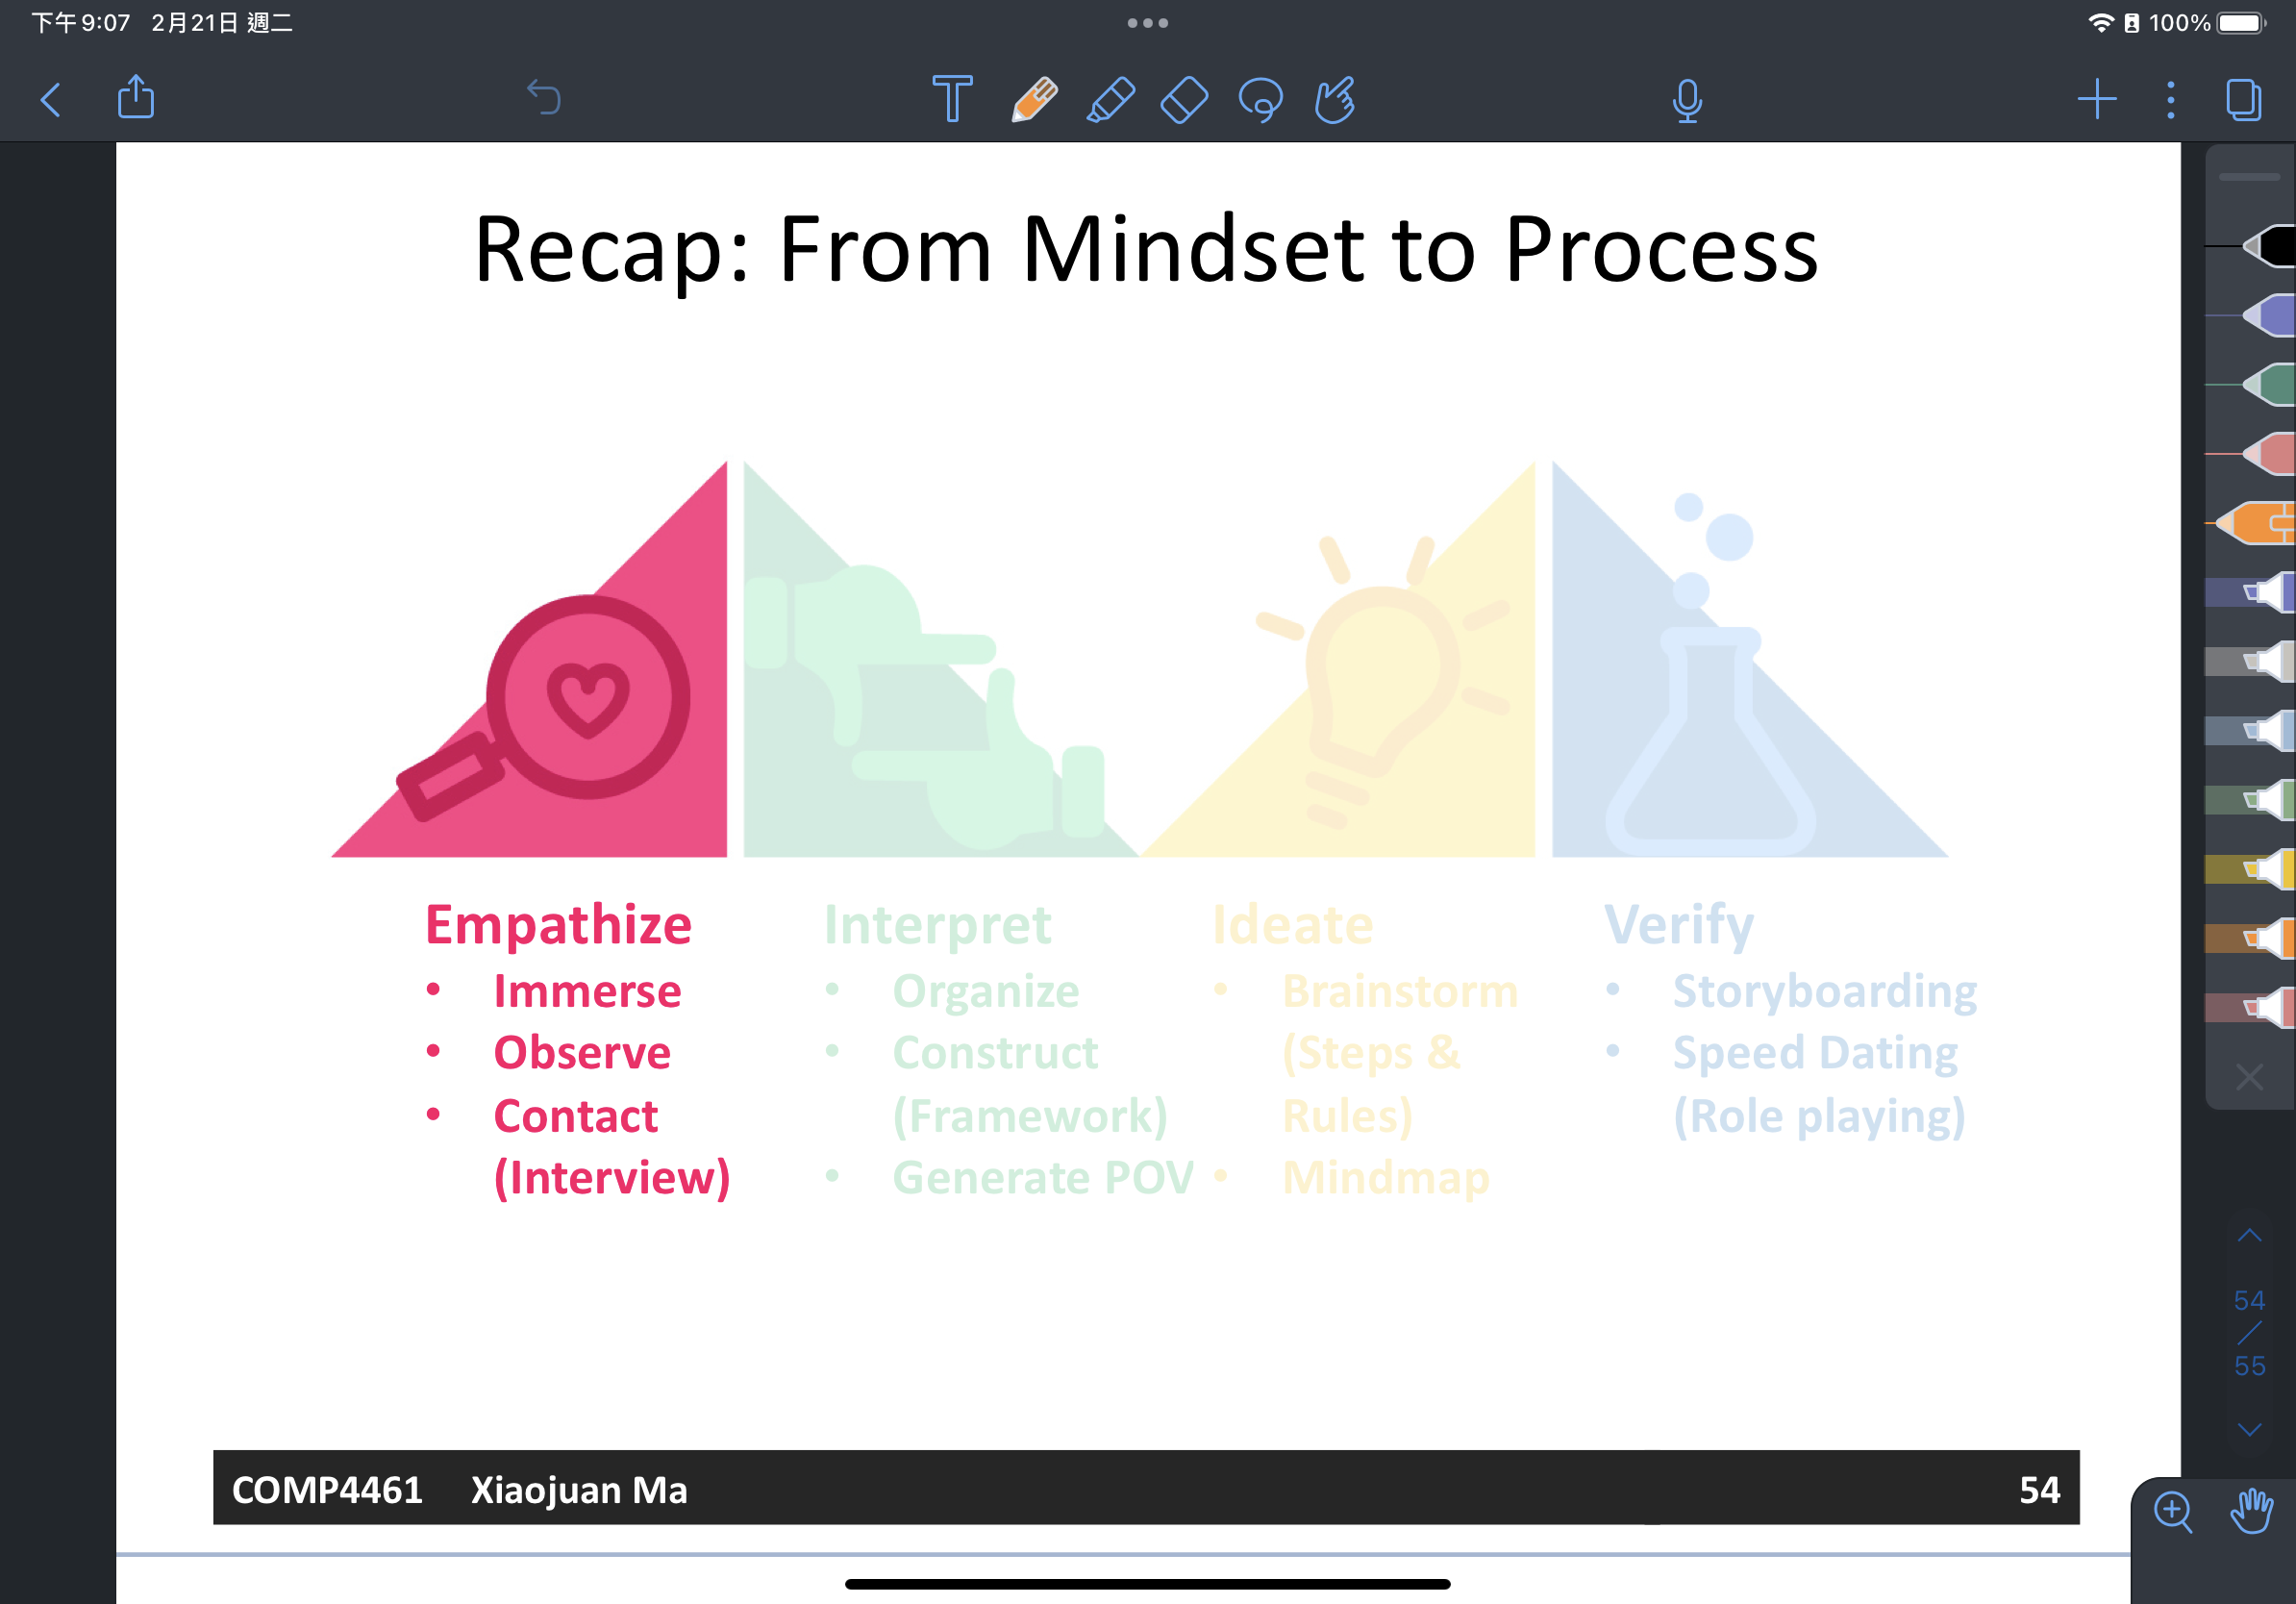 下午9:07 2月21日 週二
100%
Recap: From Mindset to Process
Empathize
• Immerse
• Observe
• Contact
(Interview)
Interpret
• Organize
• Construct
(Framework)
• Generate POV
Ideate
• Brainstorm
(Steps &
Rules)
• Mindmap
Verify
• Storyboarding
• Speed Dating
(Role playing)
54
/
55
COMP4461 Xiaojuan Ma 54